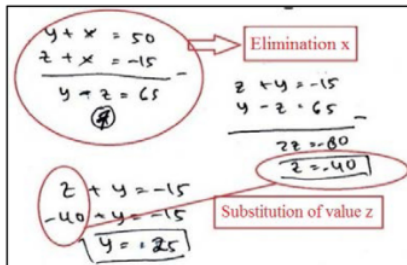 y + x = 50
z + x = -15
y - z = 65
Elimination x
z + y = -15
y - z = 65
2z = -80
z = -40
z + y = -15
-40 + y = -15
y = 25
Substitution of value z